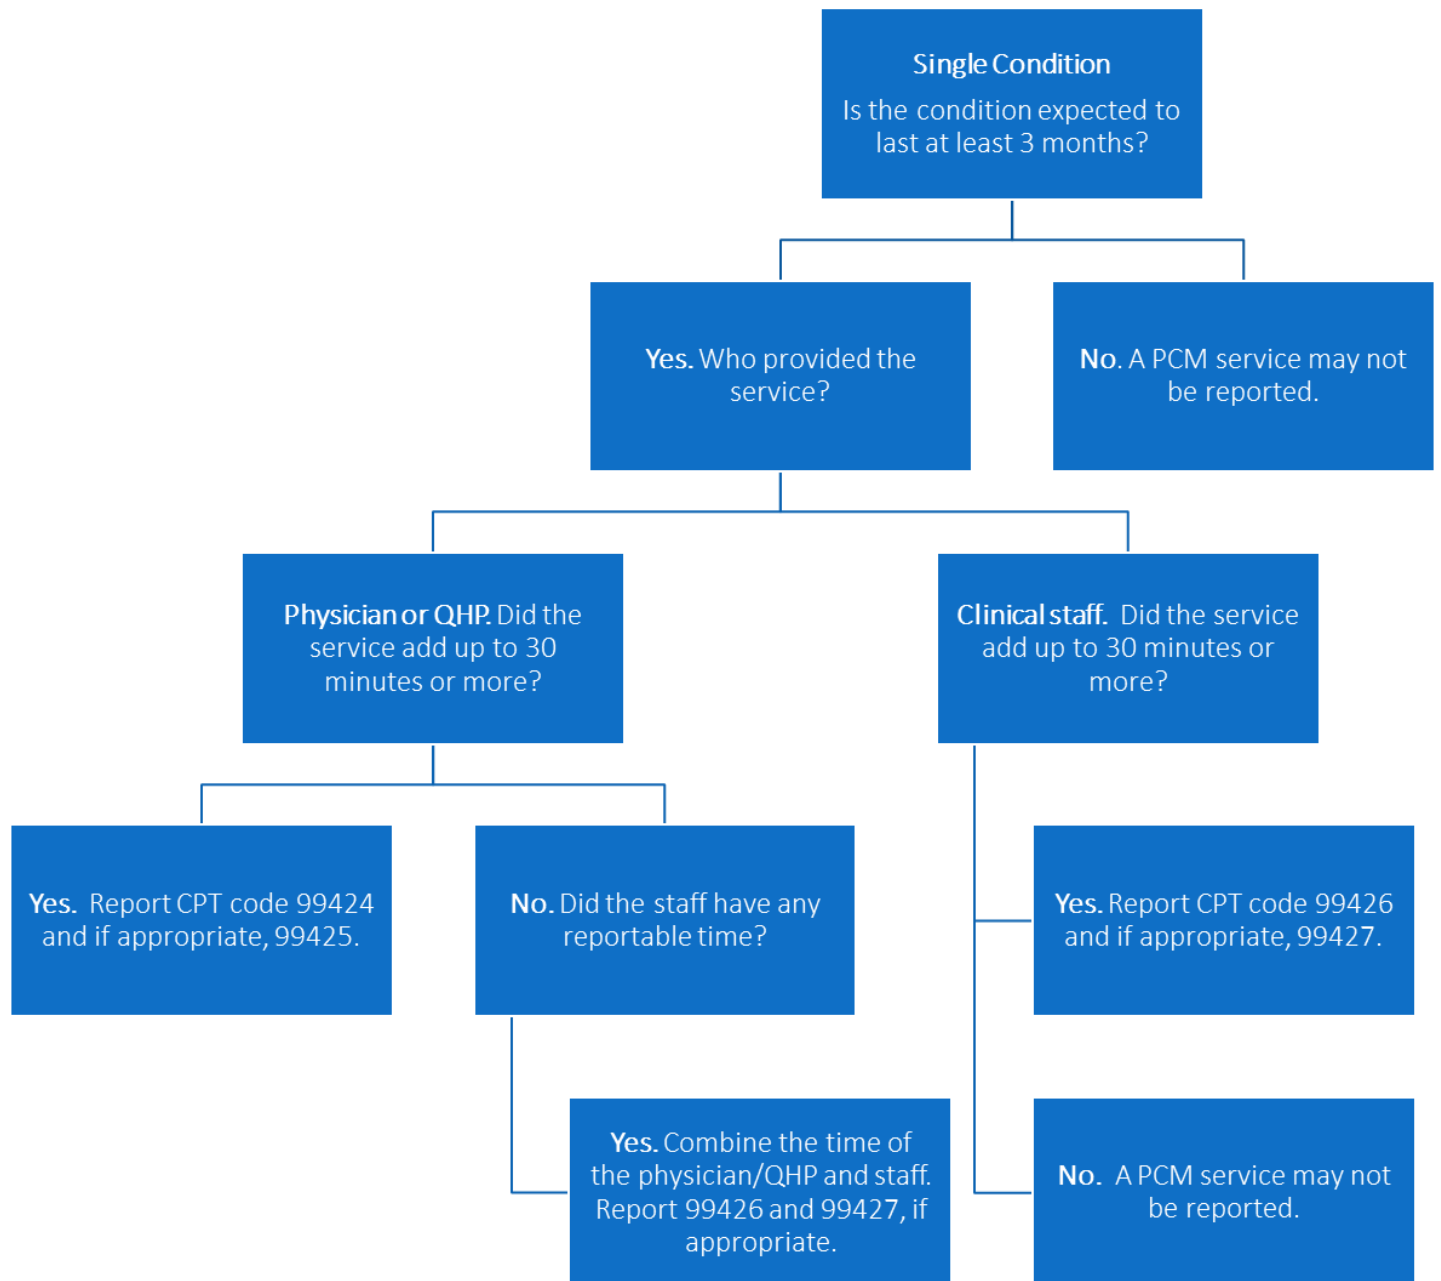 Single Condition
Is the condition expected to
last at least 3 months?
Yes. Who provided the
service?
No. A PCM service may not
be reported.
Physician or QHP. Did the
service add up to 30
minutes or more?
Clinical staff.  Did the service
add up to 30 minutes or
more?
Yes.  Report CPT code 99424
and if appropriate, 99425.
No. Did the staff have any
reportable time?
Yes. Report CPT code 99426
and if appropriate, 99427.
Yes. Combine the time of
the physician/QHP and staff.
Report 99426 and 99427, if
appropriate.
No.  A PCM service may not
be reported.